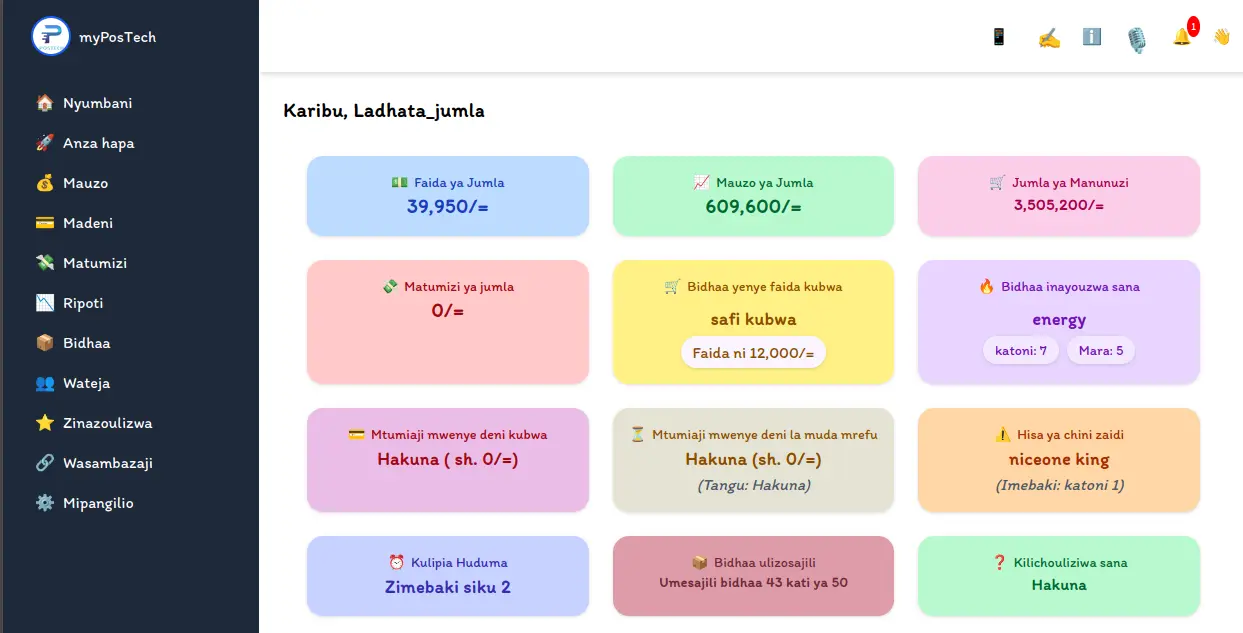 myPosTech
1
Nyumbani
Anza hapa
Mauzo
Madeni
Matumizi
Ripoti
Bidhaa
Wateja
Zinazoulizwa
Wasambazaji
Mipangilio
Karibu, Ladhata_jumla
Faida ya Jumla
39,950/=
Mauzo ya Jumla
609,600/=
Jumla ya Manunuzi
3,505,200/=
Matumizi ya jumla
0/=
Bidhaa yenye faida kubwa
safi kubwa
Faida ni 12,000/=
Bidhaa inayouzwa sana
energy
katoni: 7 Mara: 5
Mtumiaji mwenye deni kubwa
Hakuna ( sh. 0/=)
Mtumiaji mwenye deni la muda mrefu
Hakuna (sh. 0/=)
(Tangu: Hakuna)
Hisa ya chini zaidi
niceone king
(Imebaki: katoni 1)
Kulipia Huduma
Zimebaki siku 2
Bidhaa ulizosajili
Umesajili bidhaa 43 kati ya 50
Kilichouliziwa sana
Hakuna